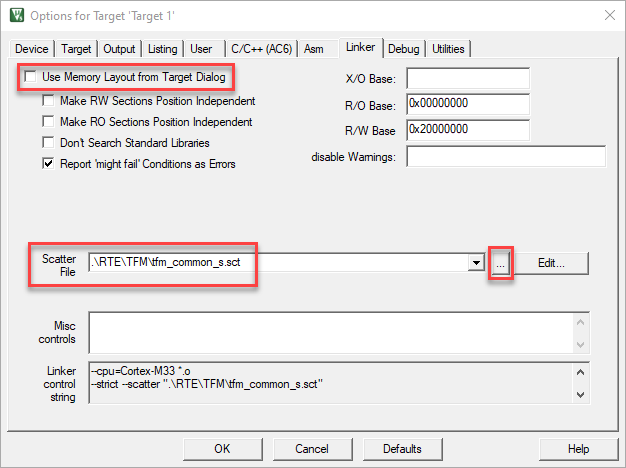 Options for Target 'Target 1'
Device Target Output Listing User C/C++ (AC6) Asm Linker Debug Utilities
Use Memory Layout from Target Dialog
X/O Base:
Make RW Sections Position Independent
R/O Base: 0x00000000
Make RO Sections Position Independent
R/W Base 0x20000000
Don't Search Standard Libraries
disable Warnings:
Report 'might fail' Conditions as Errors
Scatter
File
.\RTE\TFM\tfm_common_s.sct
...
Edit...
Misc
controls
Linker
control
string
--cpu=Cortex-M33 *.o
--strict --scatter ".\RTE\TFM\tfm_common_s.sct"
OK Cancel Defaults Help